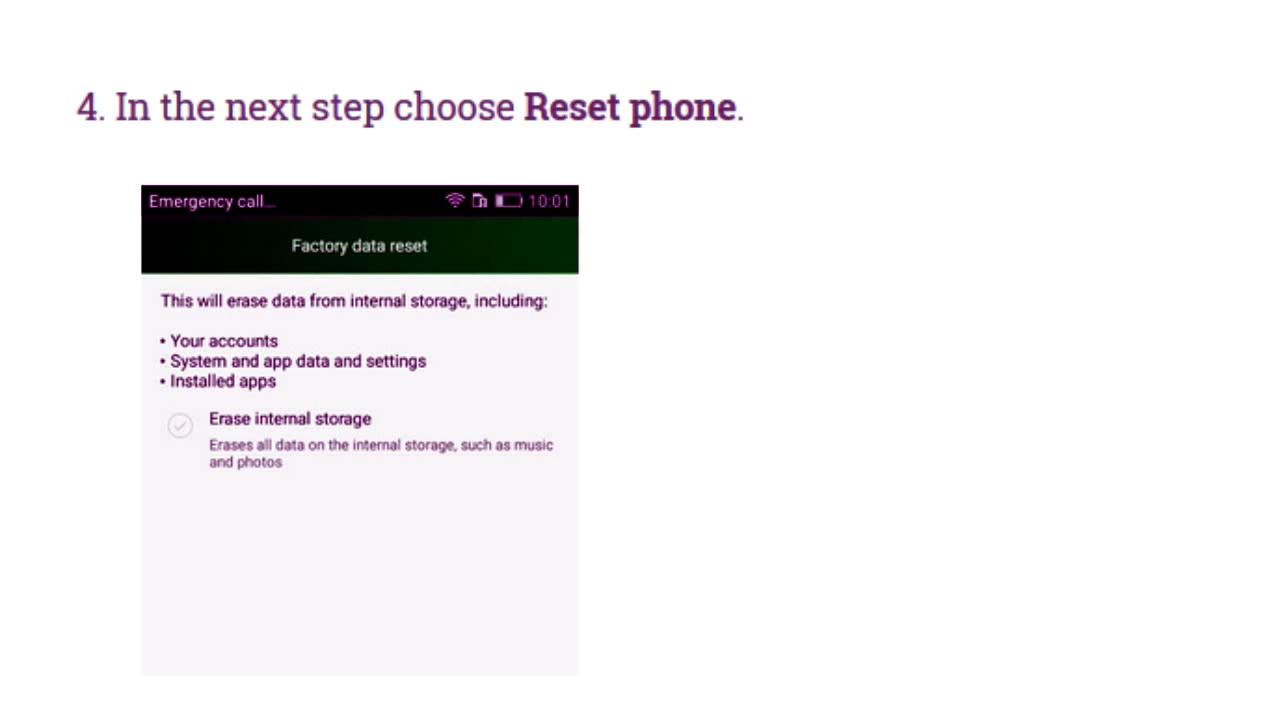 4. In the next step choose Reset phone.
Emergency call... 10:01
Factory data reset
This will erase data from internal storage, including:
• Your accounts
• System and app data and settings
• Installed apps
Erase internal storage
Erases all data on the internal storage, such as music
and photos